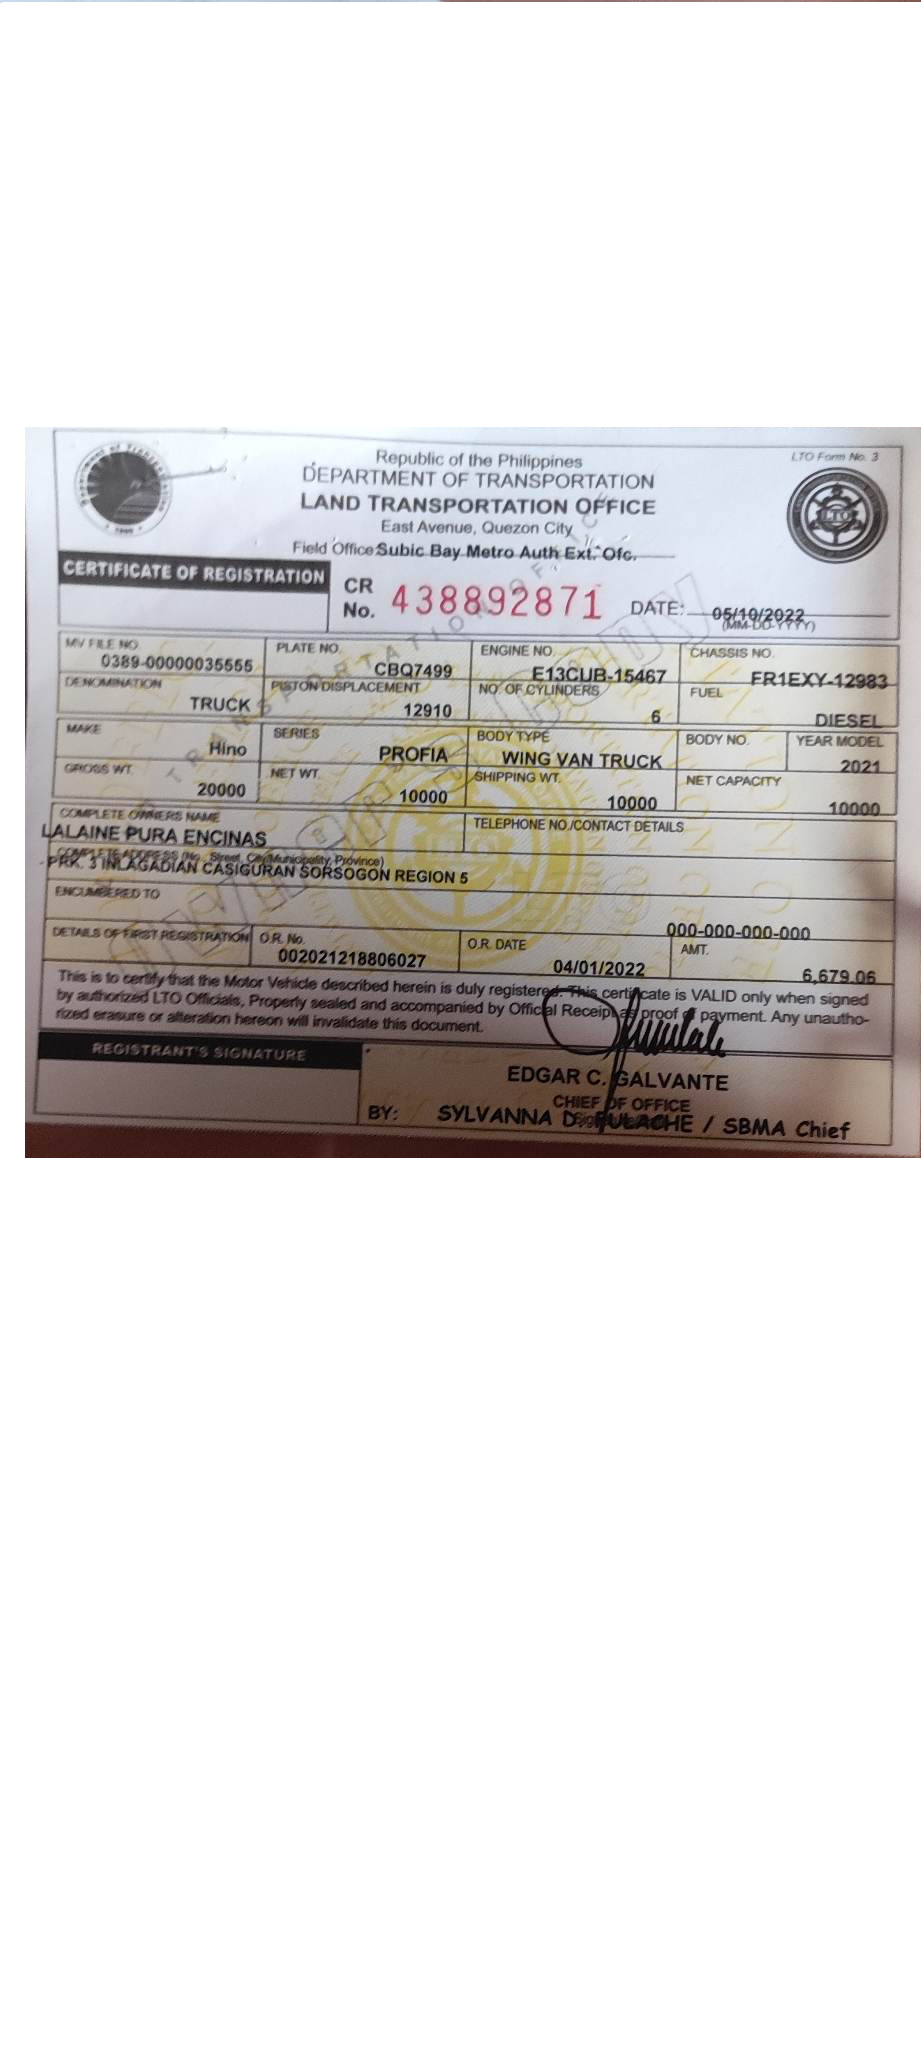 Republic of the Philippines
LTO Form No. 3
DEPARTMENT OF TRANSPORTATION
LAND TRANSPORTATION OFFICE
East Avenue, Quezon City
Field Office Subic Bay Metro Auth Ext. Ofc.
CERTIFICATE OF REGISTRATION
CR No. 438892871 DATE: 05/10/2022
(MM-DD-YYYY)
MV FILE NO. PLATE NO. ENGINE NO. CHASSIS NO.
0389-00000035555 CBQ7499 E13CUB-15467 FR1EXY-12983
DENOMINATION PISTON DISPLACEMENT NO. OF CYLINDERS FUEL
TRUCK 12910 6 DIESEL
MAKE SERIES BODY TYPE BODY NO. YEAR MODEL
Hino PROFIA WING VAN TRUCK 2021
GROSS WT. NET WT. SHIPPING WT. NET CAPACITY
20000 10000 10000 10000
COMPLETE OWNERS NAME TELEPHONE NO./CONTACT DETAILS
LALAINE PURA ENCINAS
COMPLETE ADDRESS (No., Street, City/Municipality, Province)
PRK. 3 INLAGADIAN CASIGURAN SORSOGON REGION 5
ENCUMBERED TO
000-000-000-000
DETAILS OF FIRST REGISTRATION O.R. No. O.R. DATE AMT.
002021218806027 04/01/2022 6,679.06
This is to certify that the Motor Vehicle described herein is duly registered. This certificate is VALID only when signed
by authorized LTO Officials, Properly sealed and accompanied by Official Receipt as proof of payment. Any unautho-
rized erasure or alteration hereon will invalidate this document.
REGISTRANT'S SIGNATURE
EDGAR C. GALVANTE
CHIEF OF OFFICE
BY: SYLVANNA D. / SBMA Chief